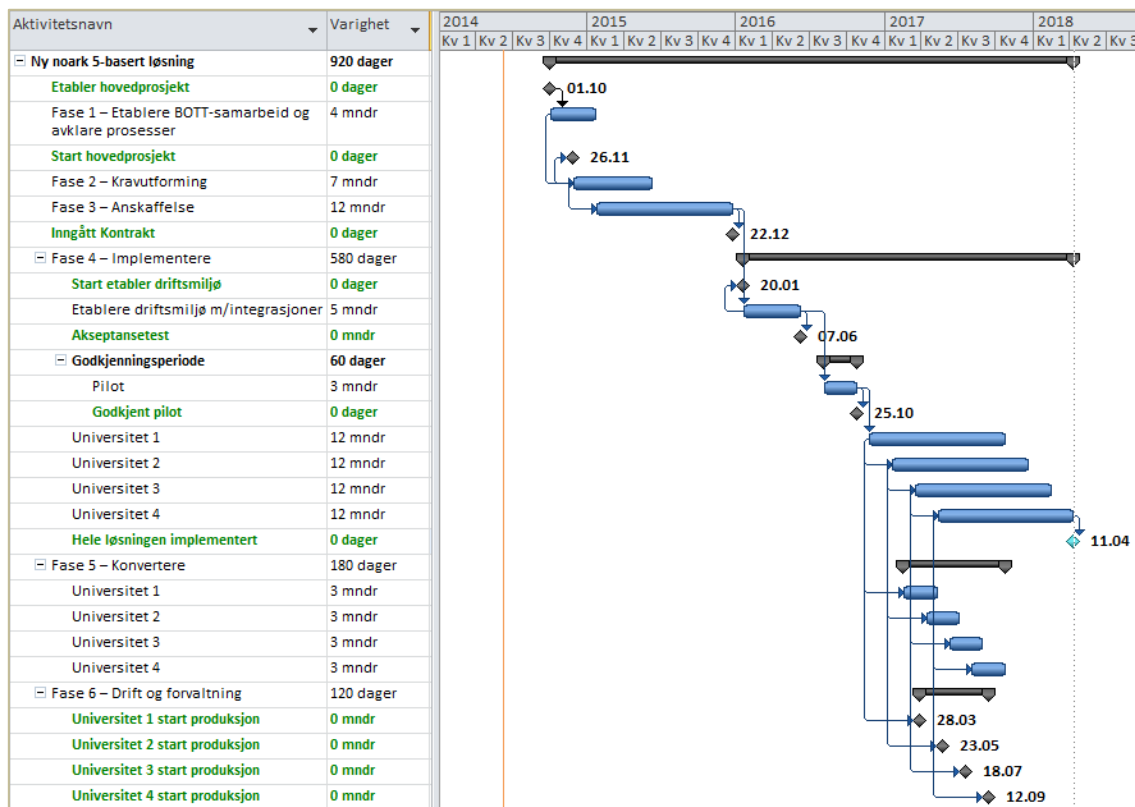 Aktivitetsnavn Varighet 2014 2015 2016 2017 2018
Kv 1 Kv 2 Kv 3 Kv 4 Kv 1 Kv 2 Kv 3 Kv 4 Kv 1 Kv 2 Kv 3 Kv 4 Kv 1 Kv 2 Kv 3 Kv 4 Kv 1 Kv 2 Kv 3
Ny noark 5-basert løsning 920 dager
Etabler hovedprosjekt 0 dager 01.10
Fase 1 – Etablere BOTT-samarbeid og 4 mndr
avklare prosesser
Start hovedprosjekt 0 dager 26.11
Fase 2 – Kravutforming 7 mndr
Fase 3 – Anskaffelse 12 mndr
Inngått Kontrakt 0 dager 22.12
Fase 4 – Implementere 580 dager
Start etabler driftsmiljø 0 dager 20.01
Etablere driftsmiljø m/integrasjoner 5 mndr
Akseptansetest 0 mndr 07.06
Godkjenningsperiode 60 dager
Pilot 3 mndr
Godkjent pilot 0 dager 25.10
Universitet 1 12 mndr
Universitet 2 12 mndr
Universitet 3 12 mndr
Universitet 4 12 mndr
Hele løsningen implementert 0 dager 11.04
Fase 5 – Konvertere 180 dager
Universitet 1 3 mndr
Universitet 2 3 mndr
Universitet 3 3 mndr
Universitet 4 3 mndr
Fase 6 – Drift og forvaltning 120 dager
Universitet 1 start produksjon 0 mndr 28.03
Universitet 2 start produksjon 0 mndr 23.05
Universitet 3 start produksjon 0 mndr 18.07
Universitet 4 start produksjon 0 mndr 12.09